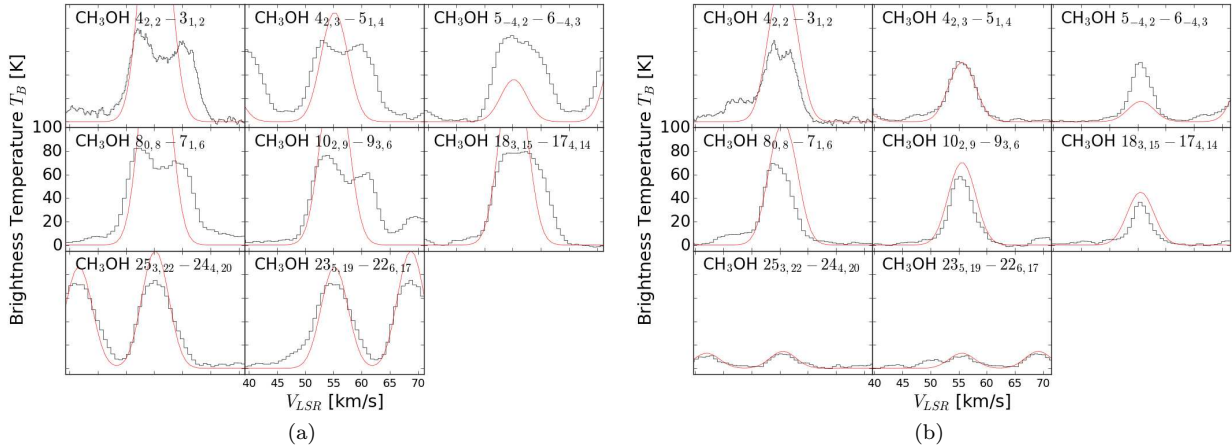 CH₃OH 4₂,₂ − 3₁,₂ CH₃OH 4₂,₃ − 5₁,₄ CH₃OH 5₋₄,₂ − 6₋₄,₃
CH₃OH 8₀,₈ − 7₁,₆ CH₃OH 10₂,₉ − 9₃,₆ CH₃OH 18₃,₁₅ − 17₄,₁₄
CH₃OH 25₃,₂₂ − 24₄,₂₀ CH₃OH 23₅,₁₉ − 22₆,₁₇
Brightness Temperature T_B [K]
100
80
60
40
20
0
40 45 50 55 60 65 70
V_LSR [km/s]
(a)
CH₃OH 4₂,₂ − 3₁,₂ CH₃OH 4₂,₃ − 5₁,₄ CH₃OH 5₋₄,₂ − 6₋₄,₃
CH₃OH 8₀,₈ − 7₁,₆ CH₃OH 10₂,₉ − 9₃,₆ CH₃OH 18₃,₁₅ − 17₄,₁₄
CH₃OH 25₃,₂₂ − 24₄,₂₀ CH₃OH 23₅,₁₉ − 22₆,₁₇
Brightness Temperature T_B [K]
100
80
60
40
20
0
40 45 50 55 60 65 70
V_LSR [km/s]
(b)